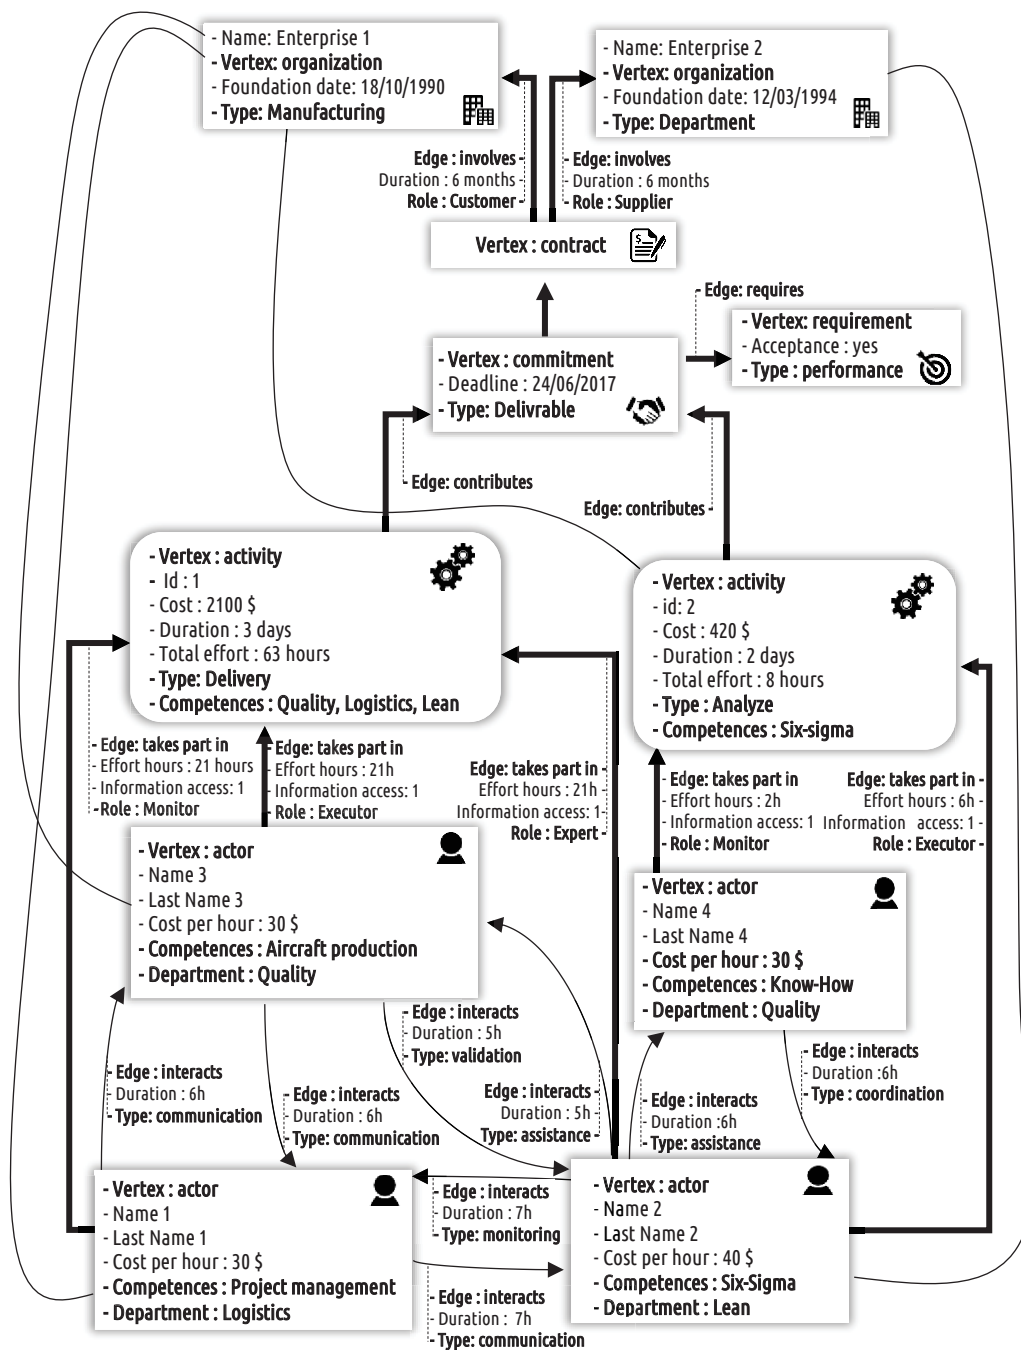 - Name: Enterprise 1
- Vertex: organization
- Foundation date: 18/10/1990
- Type: Manufacturing
- Name: Enterprise 2
- Vertex: organization
- Foundation date: 12/03/1994
- Type: Department
Edge : involves -
Duration : 6 months -
Role : Customer -
- Edge: involves
- Duration : 6 months
- Role : Supplier
Vertex : contract
- Edge: requires
- Vertex: requirement
- Acceptance : yes
- Type : performance
- Vertex : commitment
- Deadline : 24/06/2017
- Type: Delivrable
- Edge: contributes
Edge: contributes -
- Vertex : activity
- Id : 1
- Cost : 2100 $
- Duration : 3 days
- Total effort : 63 hours
- Type: Delivery
- Competences : Quality, Logistics, Lean
- Vertex : activity
- id: 2
- Cost : 420 $
- Duration : 2 days
- Total effort : 8 hours
- Type : Analyze
- Competences : Six-sigma
- Edge: takes part in
- Effort hours : 21 hours
- Information access: 1
- Role : Monitor
- Edge: takes part in
- Effort hours : 21h
- Information access: 1
- Role : Executor
Edge: takes part in -
Effort hours : 21h -
Information access: 1-
Role : Expert -
- Edge: takes part in
- Effort hours : 2h
- Information access: 1
- Role : Monitor
Edge: takes part in -
Effort hours : 6h -
Information access: 1 -
Role : Executor -
- Vertex : actor
- Name 3
- Last Name 3
- Cost per hour : 30 $
- Competences : Aircraft production
- Department : Quality
- Vertex : actor
- Name 4
- Last Name 4
- Cost per hour : 30 $
- Competences : Know-How
- Department : Quality
- Edge : interacts
- Duration : 5h
- Type: validation
- Edge : interacts
- Duration : 6h
- Type: communication
- Edge : interacts
- Duration : 6h
- Type: communication
Edge : interacts -
Duration : 5h -
Type: assistance -
- Edge : interacts
- Duration :6h
- Type: assistance
- Edge : interacts
- Duration :6h
- Type : coordination
- Vertex : actor
- Name 1
- Last Name 1
- Cost per hour : 30 $
- Competences : Project management
- Department : Logistics
- Edge : interacts
- Duration : 7h
- Type: monitoring
- Edge : interacts
- Duration : 7h
- Type: communication
- Vertex : actor
- Name 2
- Last Name 2
- Cost per hour : 40 $
- Competences : Six-Sigma
- Department : Lean